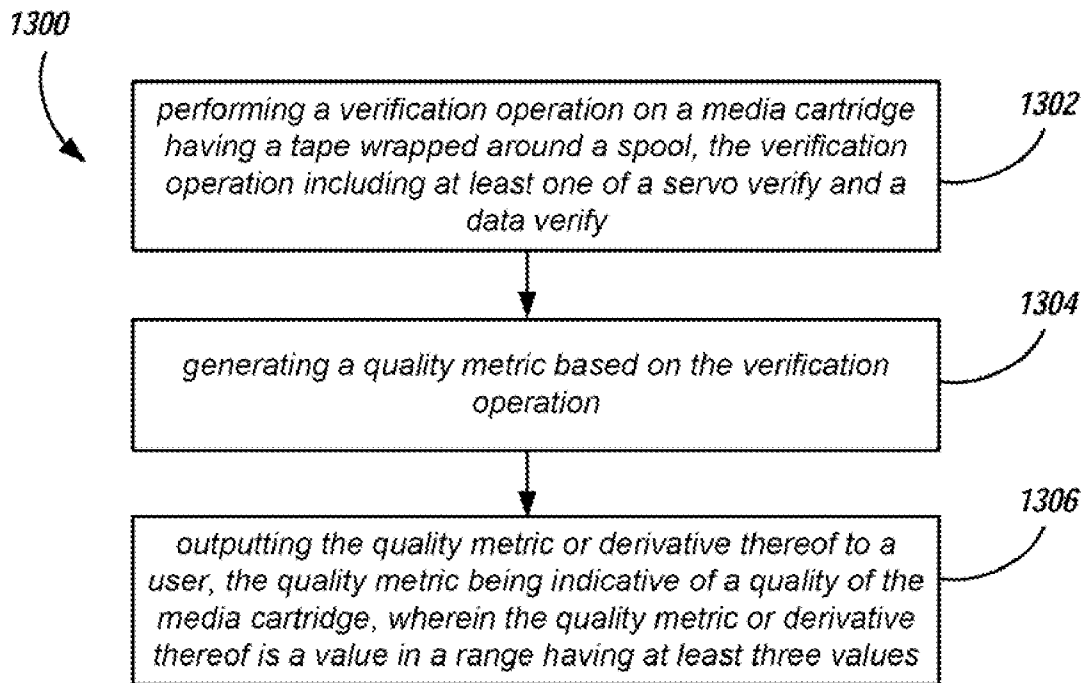 1300
performing a verification operation on a media cartridge
1302
having a tape wrapped around a spool, the verification
operation including at least one of a servo verify and a
data verify
1304
generating a quality metric based on the verification
operation
1306
outputting the quality metric or derivative thereof to a
user, the quality metric being indicative of a quality of the
media cartridge, wherein the quality metric or derivative
thereof is a value in a range having at least three values